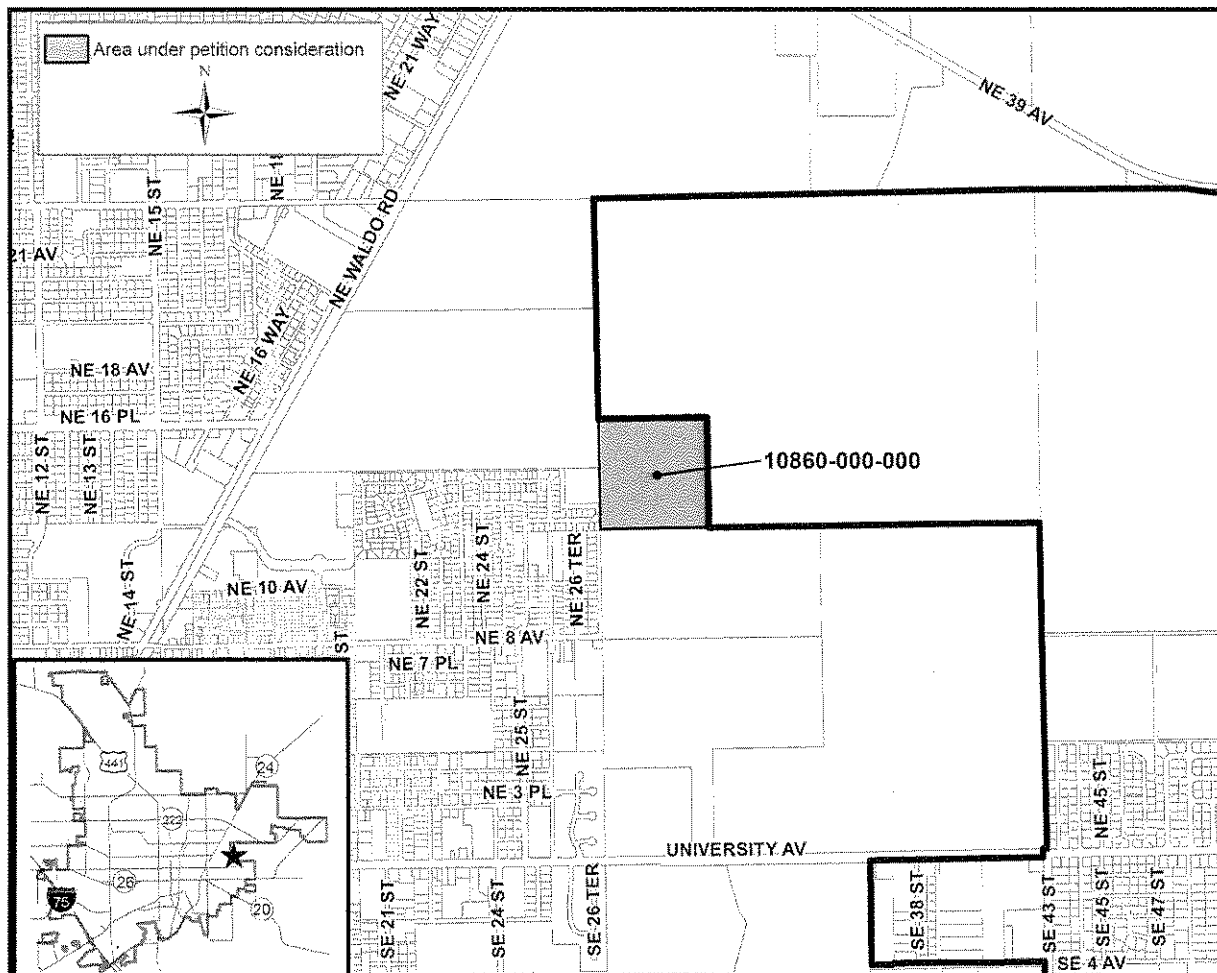 Area under petition consideration
N
NE 21 WAY
NE 39 AV
NE 15 ST
NE 18
NE WALDO RD
21 AV
NE 16 WAY
NE 18 AV
NE 16 PL
NE 12 ST
NE 13 ST
10860-000-000
NE 14 ST
NE 10 AV
NE 22 ST
NE 24 ST
NE 26 TER
ST
NE 8 AV
NE 7 PL
NE 25 ST
NE 3 PL
NE 45 ST
UNIVERSITY AV
SE 21 ST
SE 24 ST
SE 26 TER
SE 38 ST
SE 43 ST
SE 45 ST
SE 47 ST
SE 4 AV
441
24
222
26
75
20